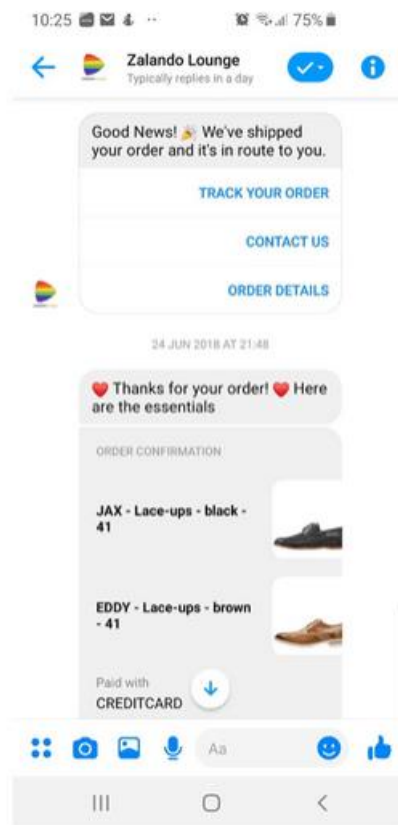 10:25
75%
Zalando Lounge
Typically replies in a day
Good News! 🎉 We've shipped
your order and it's in route to you.
TRACK YOUR ORDER
CONTACT US
ORDER DETAILS
24 JUN 2018 AT 21:48
❤️ Thanks for your order! ❤️ Here
are the essentials
ORDER CONFIRMATION
JAX - Lace-ups - black -
41
EDDY - Lace-ups - brown
- 41
Paid with
CREDITCARD
Aa